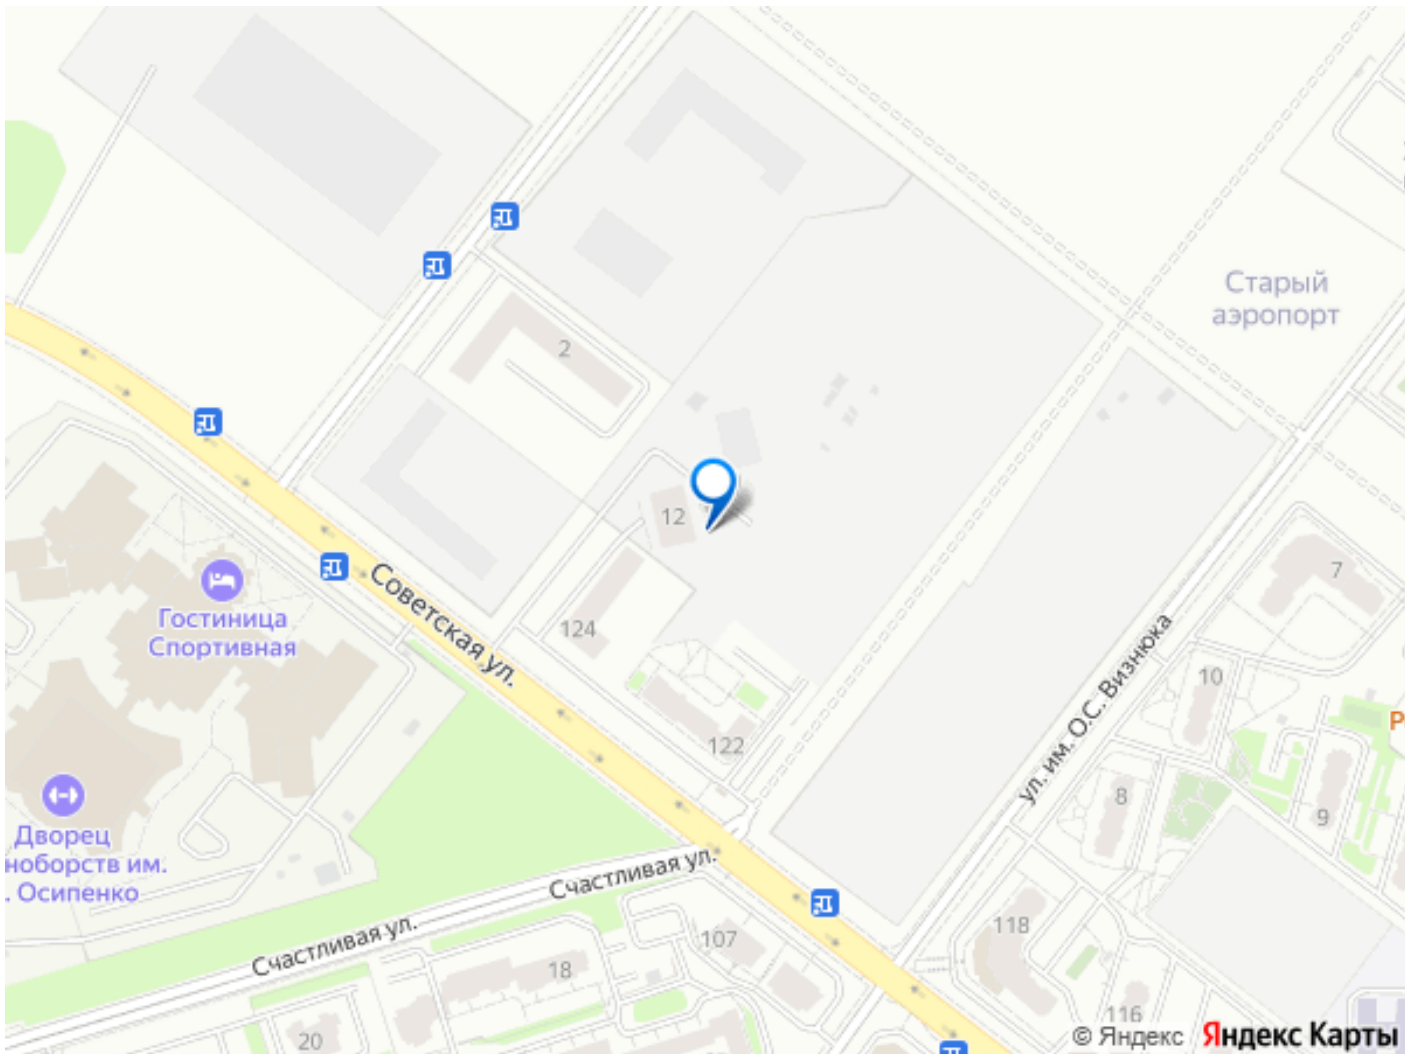 Старый
аэропорт
2
12
7
Гостиница
Спортивная
Советская ул.
124
ул. им. О.С. Визнюка
10
122
8
9
Дворец
ноборств им.
. Осипенко
Счастливая ул.
Счастливая ул.
118
107
18
20
116
© Яндекс
Яндекс Карты